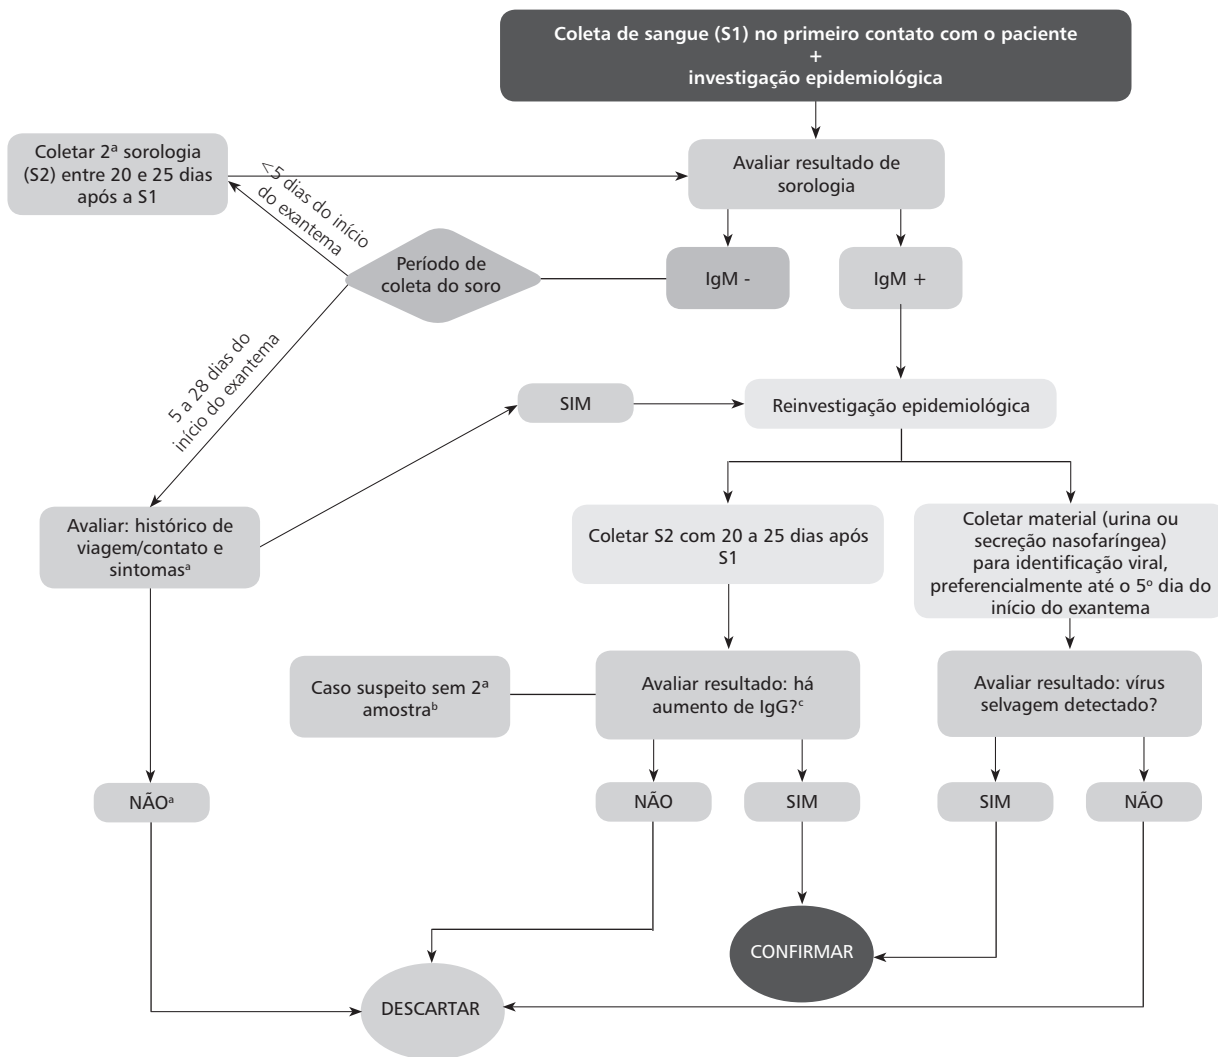 Coleta de sangue (S1) no primeiro contato com o paciente
+
investigação epidemiológica
Coletar 2ª sorologia
(S2) entre 20 e 25 dias
após a S1
<5 dias do início
do exantema
Avaliar resultado de
sorologia
Período de
coleta do soro
IgM -
IgM +
5 a 28 dias do
início do exantema
SIM
Reinvestigação epidemiológica
Avaliar: histórico de
viagem/contato e
sintomasᵃ
Coletar S2 com 20 a 25 dias após
S1
Coletar material (urina ou
secreção nasofaríngea)
para identificação viral,
preferencialmente até o 5º dia do
início do exantema
Caso suspeito sem 2ª
amostraᵇ
Avaliar resultado: há
aumento de IgG?ᶜ
Avaliar resultado: vírus
selvagem detectado?
NÃOᵃ
NÃO
SIM
SIM
NÃO
CONFIRMAR
DESCARTAR